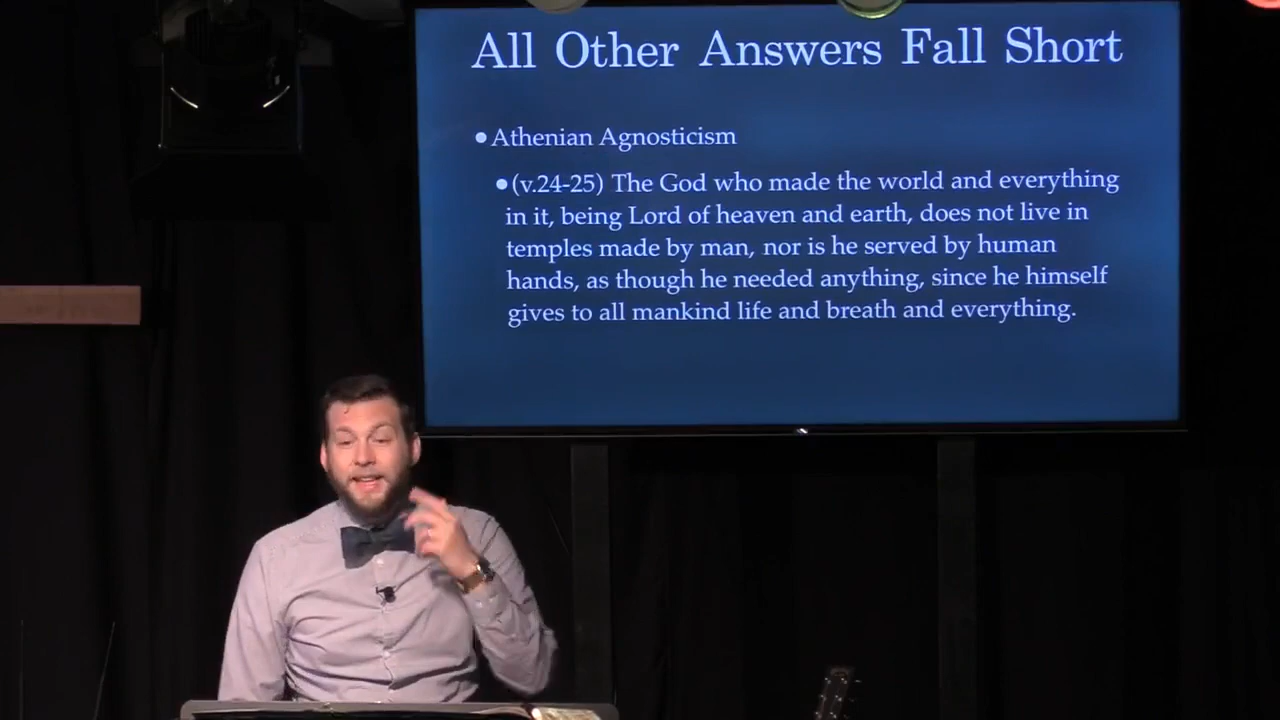 All Other Answers Fall Short
•Athenian Agnosticism
•(v.24-25) The God who made the world and everything
in it, being Lord of heaven and earth, does not live in
temples made by man, nor is he served by human
hands, as though he needed anything, since he himself
gives to all mankind life and breath and everything.